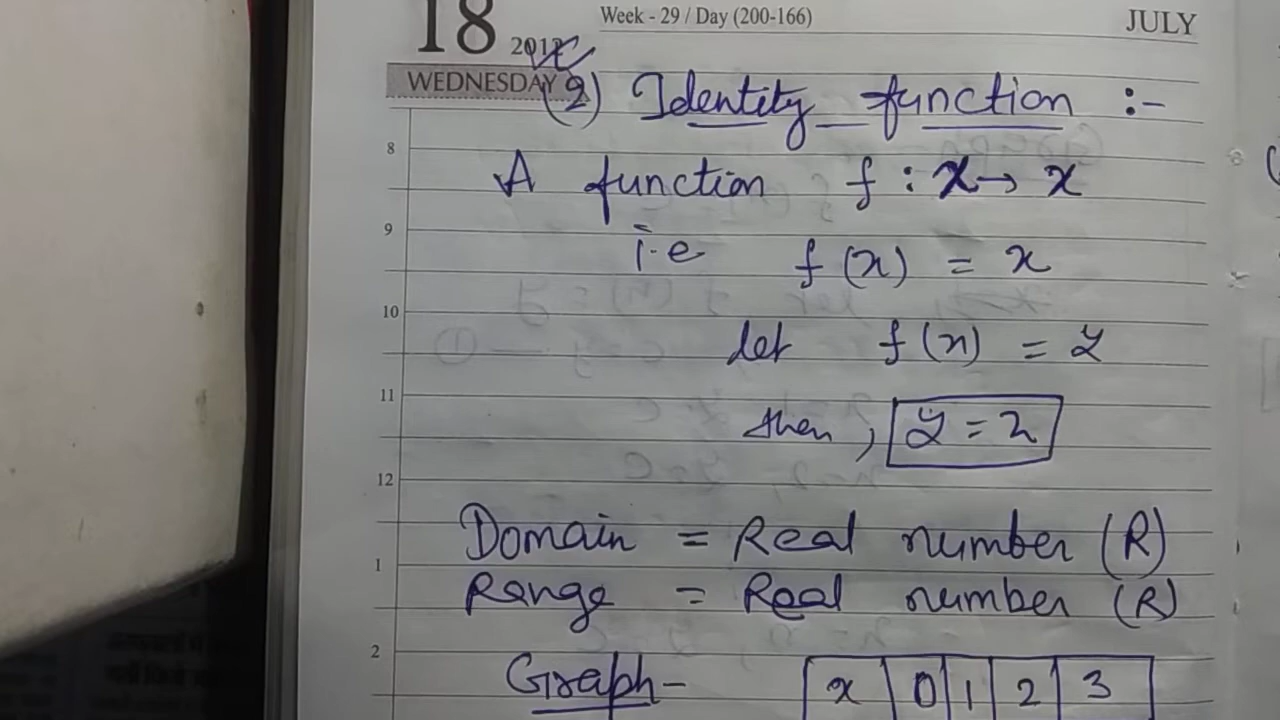 18 2012 Week - 29 / Day (200-166) JULY
WEDNESDAY
(2) Identity function :-
8
A function f : x → x
9
i.e f(x) = x
10
let f(x) = y
11
then, y = x
12
Domain = Real number (R)
1
Range = Real number (R)
2
Graph- x 0 1 2 3